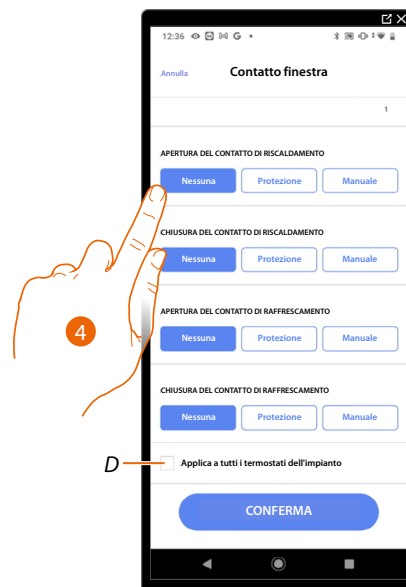 12:36 G
Annulla Contatto finestra
1
APERTURA DEL CONTATTO DI RISCALDAMENTO
Nessuna Protezione Manuale
CHIUSURA DEL CONTATTO DI RISCALDAMENTO
Nessuna Protezione Manuale
4
APERTURA DEL CONTATTO DI RAFFRESCAMENTO
Nessuna Protezione Manuale
CHIUSURA DEL CONTATTO DI RAFFRESCAMENTO
Nessuna Protezione Manuale
D Applica a tutti i termostati dell'impianto
CONFERMA